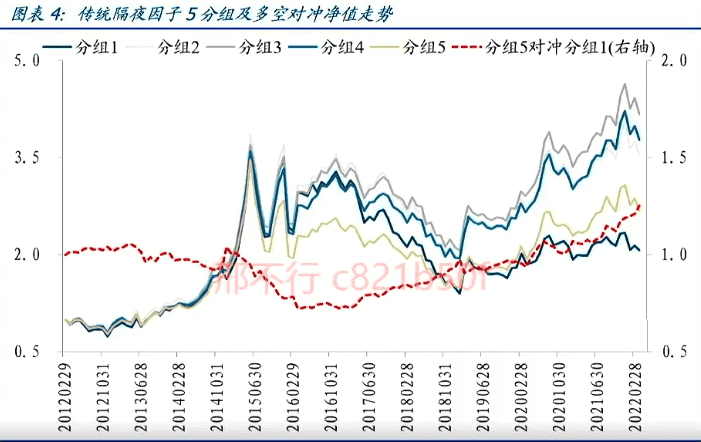 图表 4：传统隔夜因子 5 分组及多空对冲净值走势
分组1 分组2 分组3 分组4 分组5 分组5对冲分组1(右轴)
5.0 2.0
3.5 1.5
2.0 1.0
0.5 0.5
邢不行 c821b50f
20120229 20121031 20130628 20140228 20141031 20150630 20160229 20161031 20170630 20180228 20181031 20190628 20200228 20201030 20210630 20220228